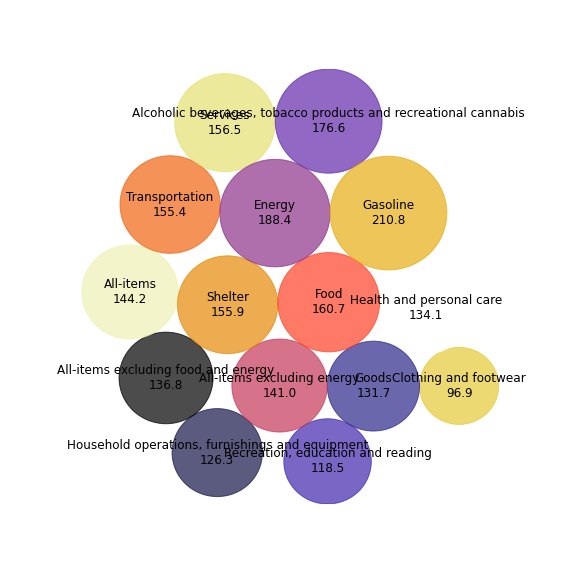 Alcoholic beverages, tobacco products and recreational cannabis
176.6
Services
156.5
Transportation
155.4
Energy
188.4
Gasoline
210.8
All-items
144.2
Shelter
155.9
Food
160.7
Health and personal care
134.1
All-items excluding food and energy
136.8
All-items excluding energy
141.0
Goods
131.7
Clothing and footwear
96.9
Household operations, furnishings and equipment
126.3
Recreation, education and reading
118.5